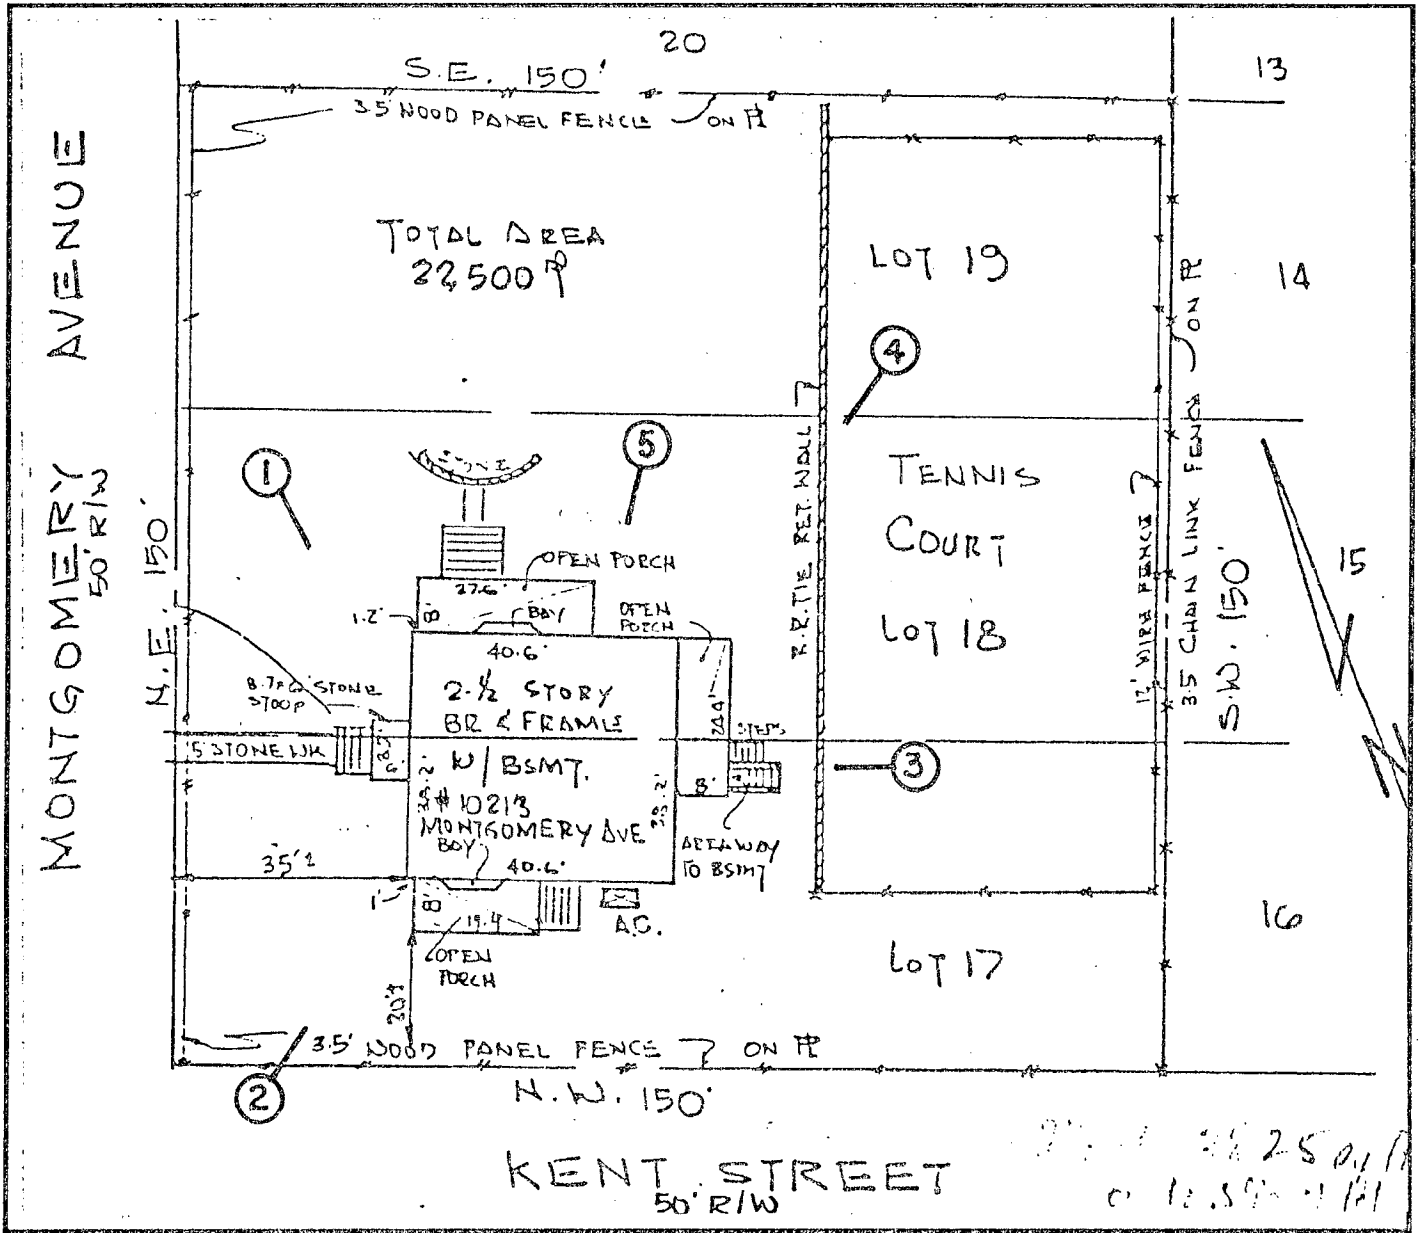 20
S.E. 150'
13
3.5 WOOD PANEL FENCE ON PL
MONTGOMERY AVENUE
50' R/W
TOTAL AREA
22,500
LOT 19
14
ON PL
4
1
5
STONE
R.R. TIE RET. WALL
TENNIS
COURT
LOT 18
12' WIRE FENCE
3.5 CHAIN LINK FENCE
S.W. 150'
15
N.E. 150'
OPEN PORCH
27.6'
8'
BAY
1.2'
OPEN
PORCH
40.6'
2-½ STORY
BR & FRAME
W/ BSMT.
# 10213
MONTGOMERY AVE
BAY
40.6'
STONE
STOOP
5' STONE WK
8.7'
6'
38.2'
38.2'
24.4'
8'
STEPS
3
AREAWAY
TO BSMT
35'±
1'
8'
19.4
OPEN
PORCH
A.C.
16
LOT 17
30'±
3.5' WOOD PANEL FENCE ON PL
2
N.W. 150'
KENT STREET
50' R/W